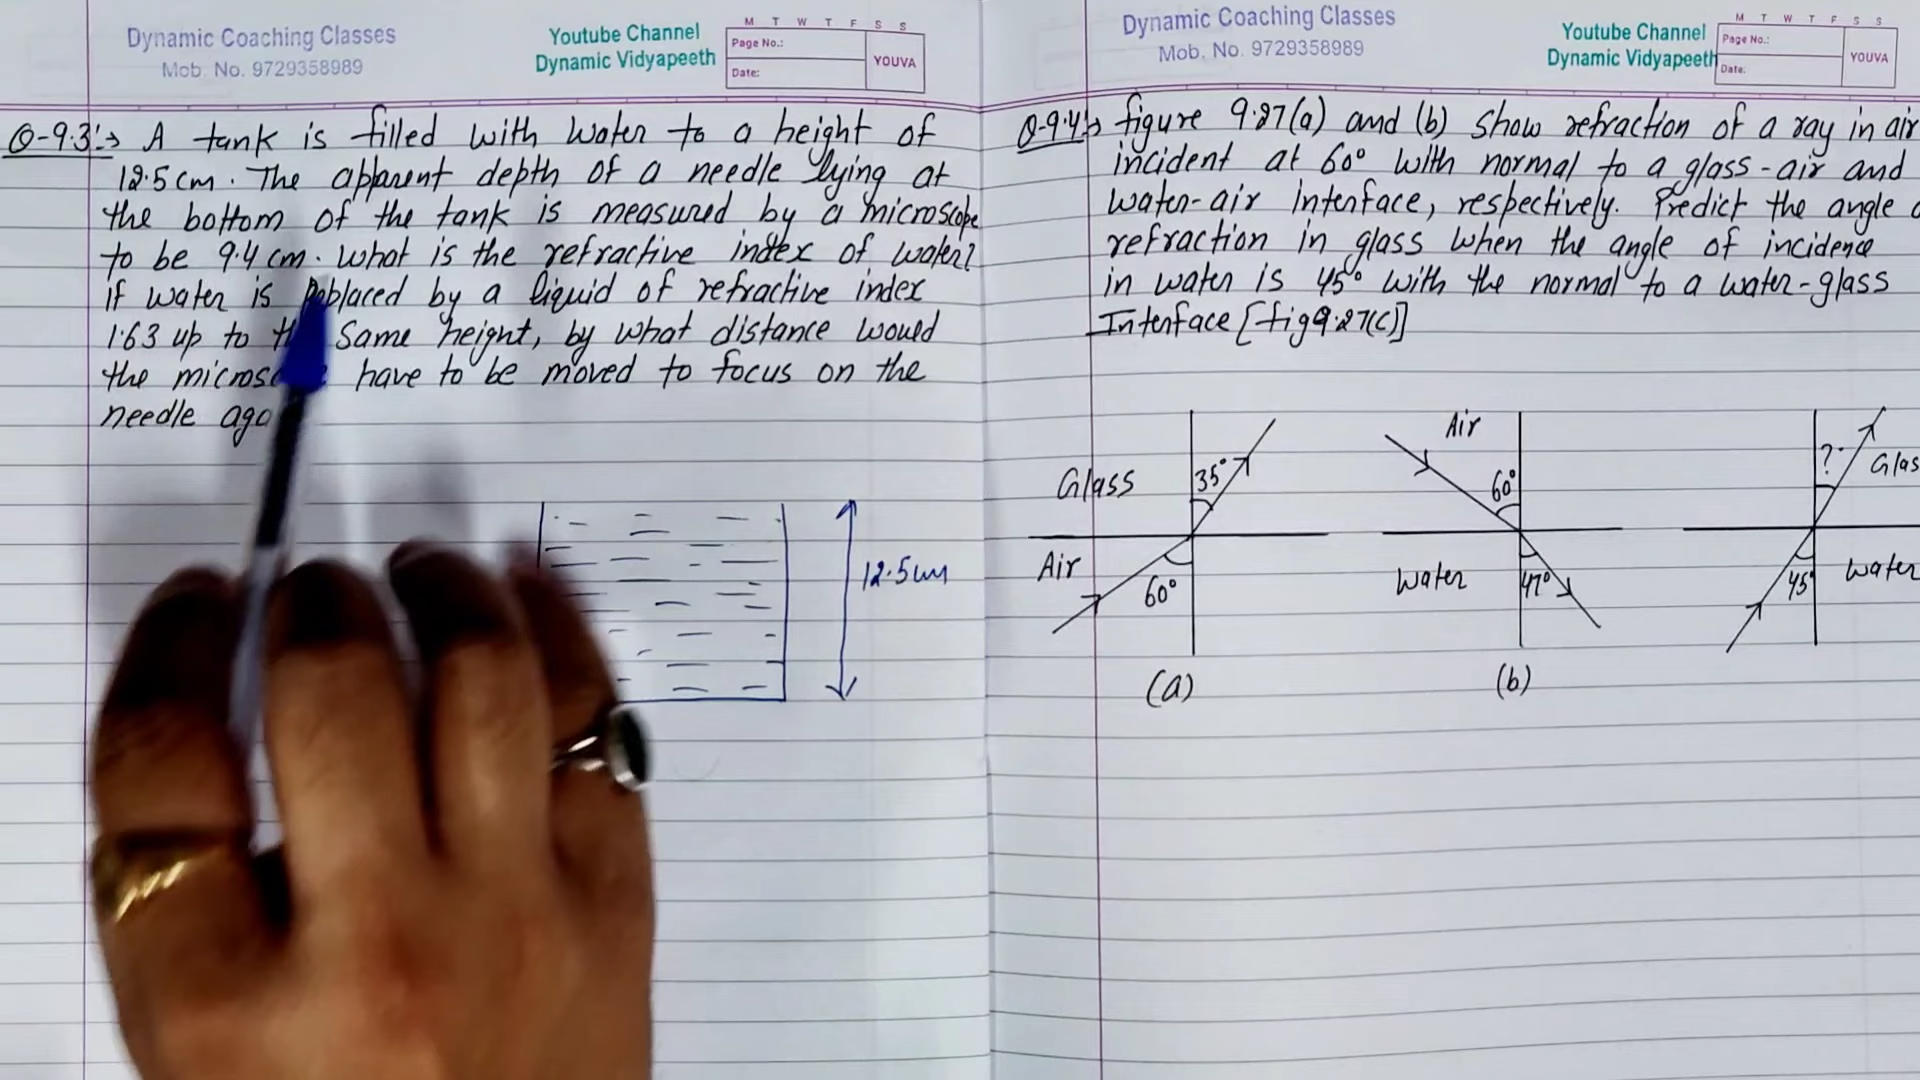 Dynamic Coaching Classes
Mob. No. 9729358989
Youtube Channel
Dynamic Vidyapeeth
M T W T F S S
Page No.:
Date:
YOUVA
Q-9.3:→ A tank is filled with water to a height of
12.5 cm. The apparent depth of a needle lying at
the bottom of the tank is measured by a microscope
to be 9.4 cm. What is the refractive index of water?
if water is by a liquid of refractive index
1.63 up to same height, by what distance would
the have to be moved to focus on the
needle
12.5cm
Dynamic Coaching Classes
Mob. No. 9729358989
Youtube Channel
Dynamic Vidyapeeth
M T W T F S S
Page No.:
Date:
YOUVA
Q-9.4:→ figure 9.27(a) and (b) show refraction of a ray in air
incident at 60° with normal to a glass-air and
water-air interface, respectively. Predict the angle
refraction in glass when the angle of incidence
in water is 45° with the normal to a water-glass
Interface [fig 9.27(c)]
Glass 35°
Air 60°
(a)
Air 60°
Water 47°
(b)
?
45° Water